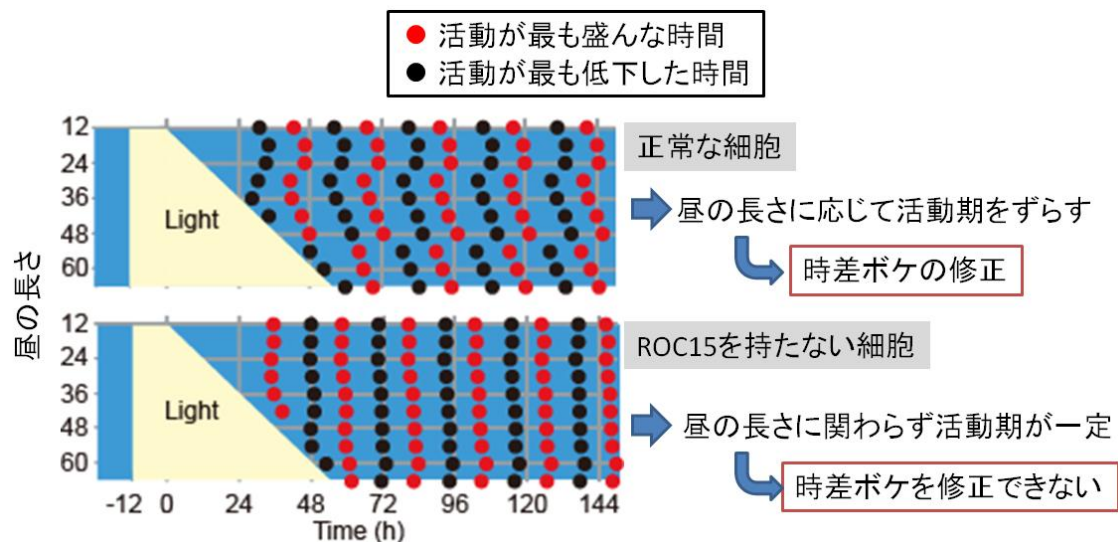 活動が最も盛んな時間
活動が最も低下した時間
12
24
36
48
60
Light
正常な細胞
昼の長さに応じて活動期をずらす
時差ボケの修正
昼の長さ
12
24
36
48
60
Light
ROC15を持たない細胞
昼の長さに関わらず活動期が一定
時差ボケを修正できない
-12 0 24 48 72 96 120 144
Time (h)